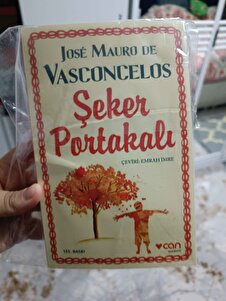 JOSÉ MAURO DE
VASCONCELOS
Şeker
Portakalı
ÇEVİRİ: EMRAH İMRE
can